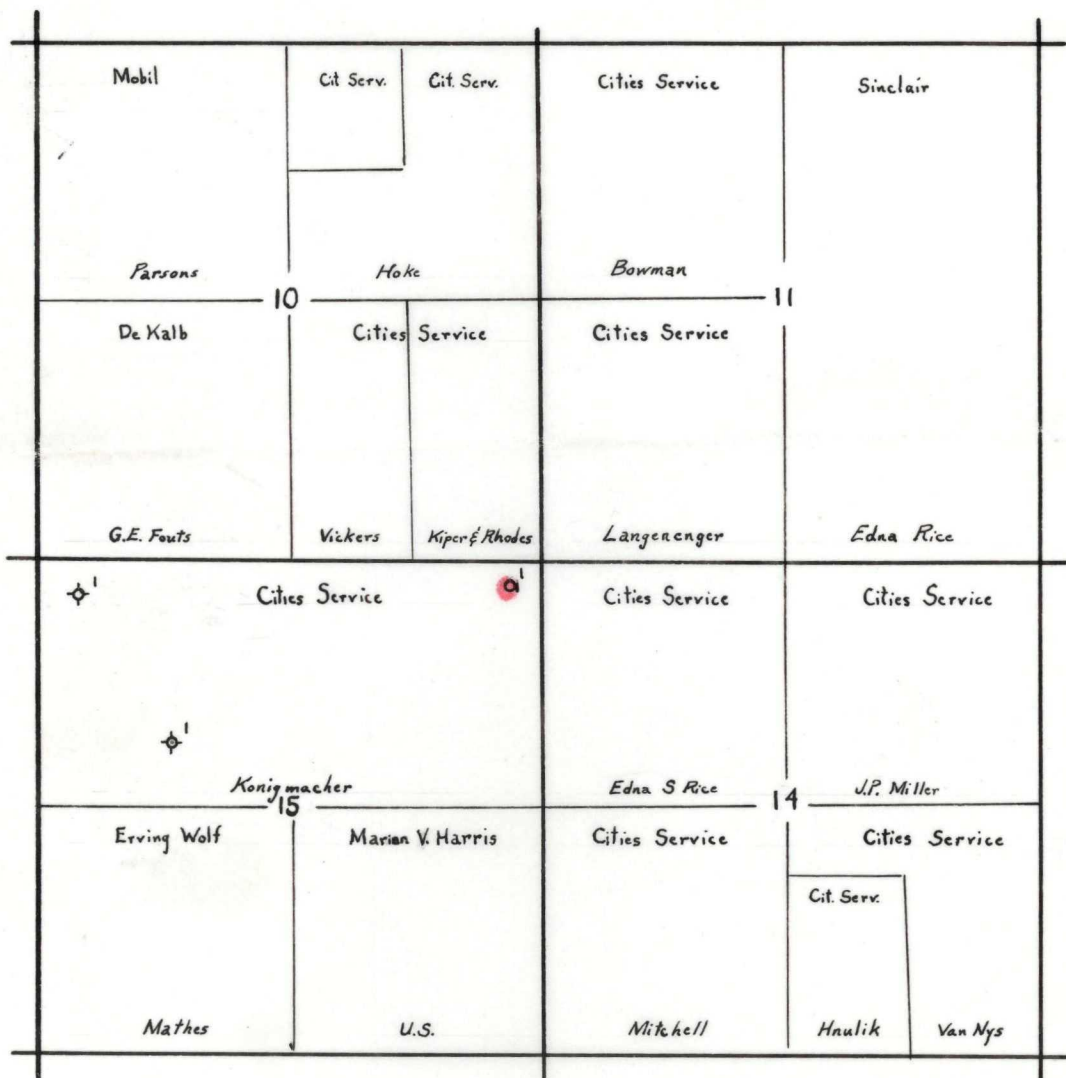 Mobil
Cit Serv.
Cit. Serv.
Cities Service
Sinclair
Parsons
Hoke
Bowman
10
11
De Kalb
Cities Service
Cities Service
G.E. Fouts
Vickers
Kiper & Rhodes
Langenenger
Edna Rice
1
Cities Service
1
Cities Service
Cities Service
1
Konigmacher
Edna S Rice
J.P. Miller
15
14
Erving Wolf
Marian V. Harris
Cities Service
Cities Service
Cit. Serv.
Mathes
U.S.
Mitchell
Hnulik
Van Nys